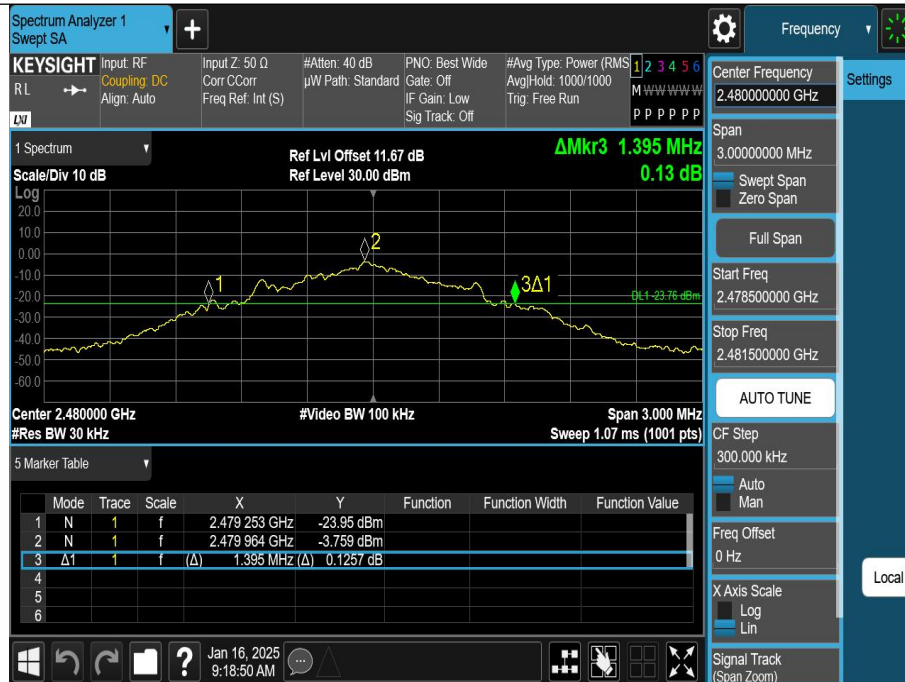 Spectrum Analyzer 1
Swept SA
+
Frequency
KEYSIGHT
RL
LXI
Input: RF
Coupling: DC
Align: Auto
Input Z: 50 Ω
Corr CCorr
Freq Ref: Int (S)
#Atten: 40 dB
µW Path: Standard
PNO: Best Wide
Gate: Off
IF Gain: Low
Sig Track: Off
#Avg Type: Power (RMS
Avg|Hold: 1000/1000
Trig: Free Run
1 2 3 4 5 6
M W W W W W
P P P P P P
1 Spectrum
Scale/Div 10 dB
Ref Lvl Offset 11.67 dB
Ref Level 30.00 dBm
ΔMkr3 1.395 MHz
0.13 dB
Log
20.0
10.0
0.00
-10.0
-20.0
-30.0
-40.0
-50.0
-60.0
1
2
3Δ1
DL1 -23.76 dBm
Center 2.480000 GHz
#Video BW 100 kHz
Span 3.000 MHz
#Res BW 30 kHz
Sweep 1.07 ms (1001 pts)
5 Marker Table
Mode Trace Scale X Y Function Function Width Function Value
1 N 1 f 2.479 253 GHz -23.95 dBm
2 N 1 f 2.479 964 GHz -3.759 dBm
3 Δ1 1 f (Δ) 1.395 MHz (Δ) 0.1257 dB
4
5
6
?
Jan 16, 2025
9:18:50 AM
Center Frequency
2.480000000 GHz
Span
3.00000000 MHz
Swept Span
Zero Span
Full Span
Start Freq
2.478500000 GHz
Stop Freq
2.481500000 GHz
AUTO TUNE
CF Step
300.000 kHz
Auto
Man
Freq Offset
0 Hz
X Axis Scale
Log
Lin
Signal Track
(Span Zoom)
Settings
Local